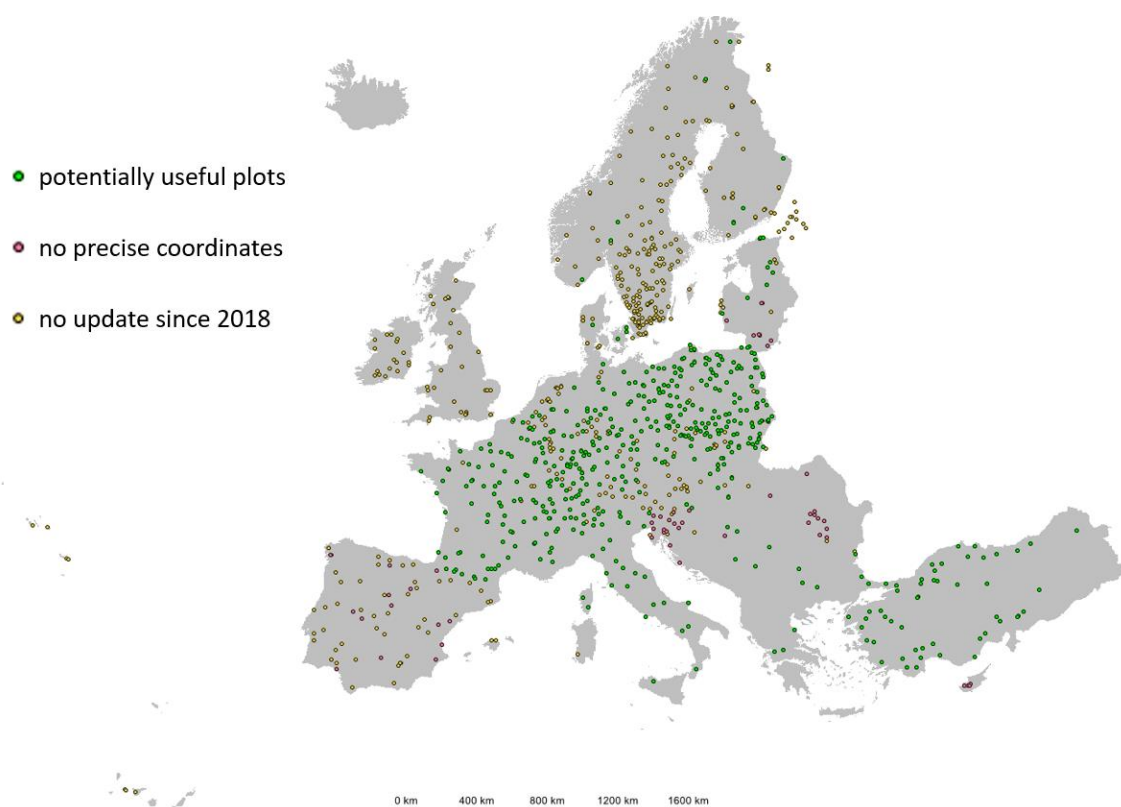 potentially useful plots
no precise coordinates
no update since 2018
0 km 400 km 800 km 1200 km 1600 km